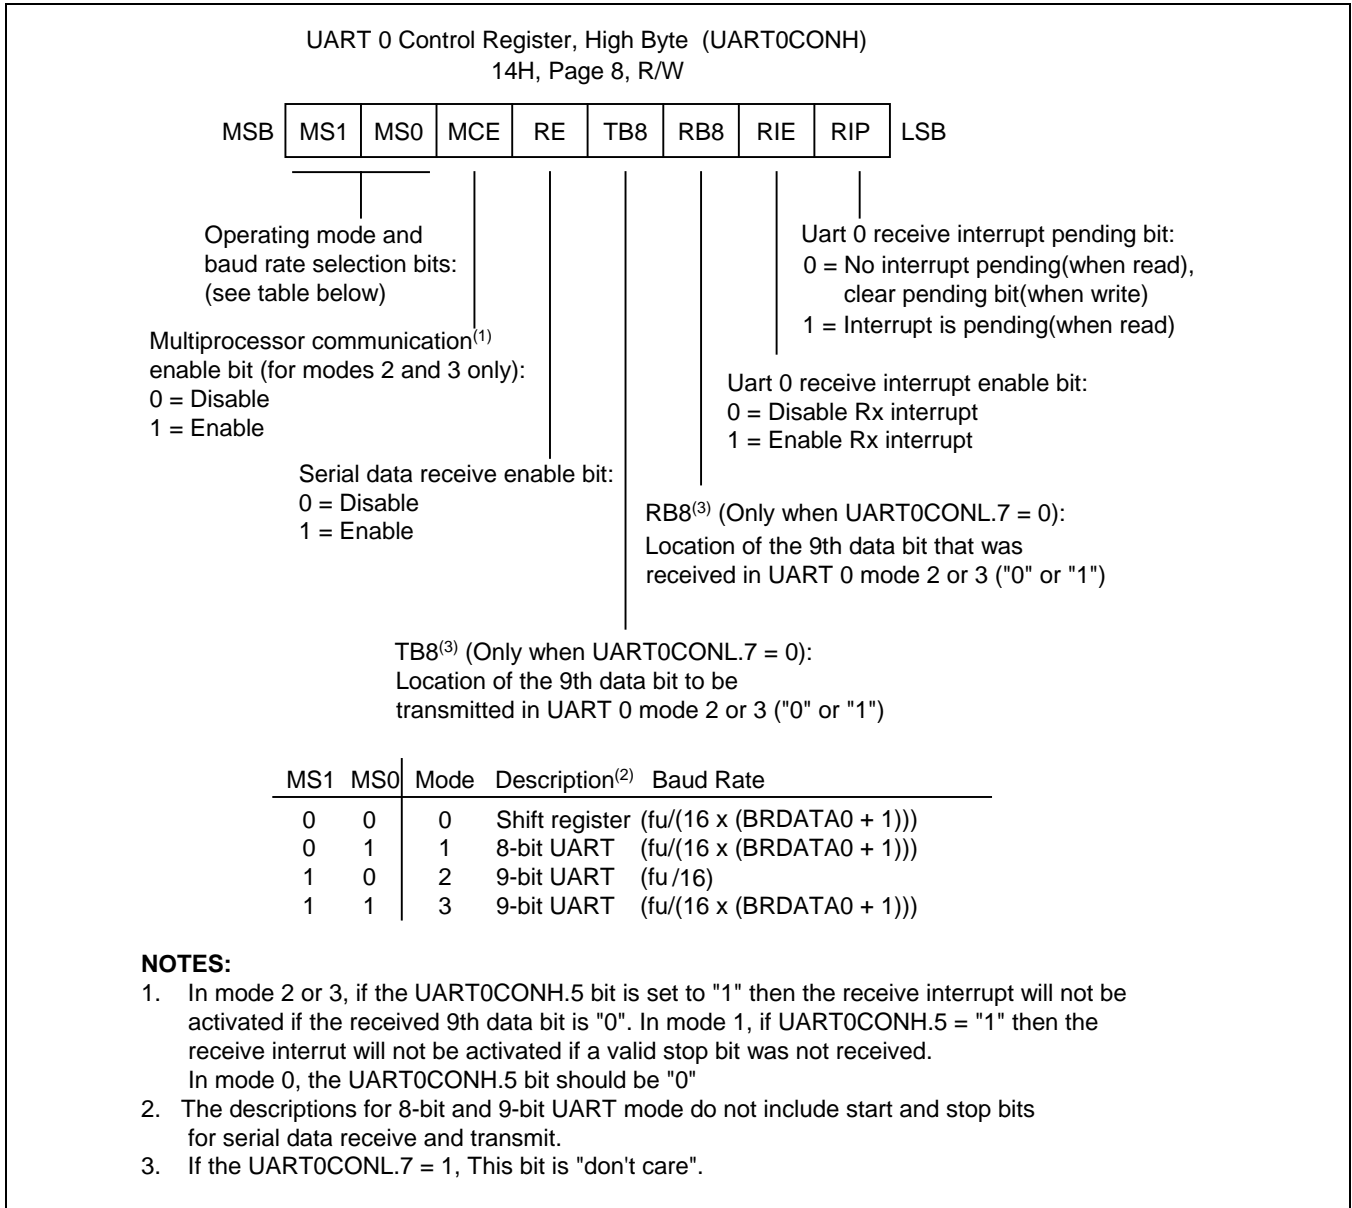 UART 0 Control Register, High Byte (UART0CONH)
14H, Page 8, R/W
MSB MS1 MS0 MCE RE TB8 RB8 RIE RIP LSB
Operating mode and
baud rate selection bits:
(see table below)
Uart 0 receive interrupt pending bit:
0 = No interrupt pending(when read),
clear pending bit(when write)
1 = Interrupt is pending(when read)
Multiprocessor communication(1)
enable bit (for modes 2 and 3 only):
0 = Disable
1 = Enable
Uart 0 receive interrupt enable bit:
0 = Disable Rx interrupt
1 = Enable Rx interrupt
Serial data receive enable bit:
0 = Disable
1 = Enable
RB8(3) (Only when UART0CONL.7 = 0):
Location of the 9th data bit that was
received in UART 0 mode 2 or 3 ("0" or "1")
TB8(3) (Only when UART0CONL.7 = 0):
Location of the 9th data bit to be
transmitted in UART 0 mode 2 or 3 ("0" or "1")
MS1 MS0 Mode Description(2) Baud Rate
0 0 0 Shift register (fu/(16 x (BRDATA0 + 1)))
0 1 1 8-bit UART (fu/(16 x (BRDATA0 + 1)))
1 0 2 9-bit UART (fu/16)
1 1 3 9-bit UART (fu/(16 x (BRDATA0 + 1)))
NOTES:
1. In mode 2 or 3, if the UART0CONH.5 bit is set to "1" then the receive interrupt will not be
activated if the received 9th data bit is "0". In mode 1, if UART0CONH.5 = "1" then the
receive interrut will not be activated if a valid stop bit was not received.
In mode 0, the UART0CONH.5 bit should be "0"
2. The descriptions for 8-bit and 9-bit UART mode do not include start and stop bits
for serial data receive and transmit.
3. If the UART0CONL.7 = 1, This bit is "don't care".